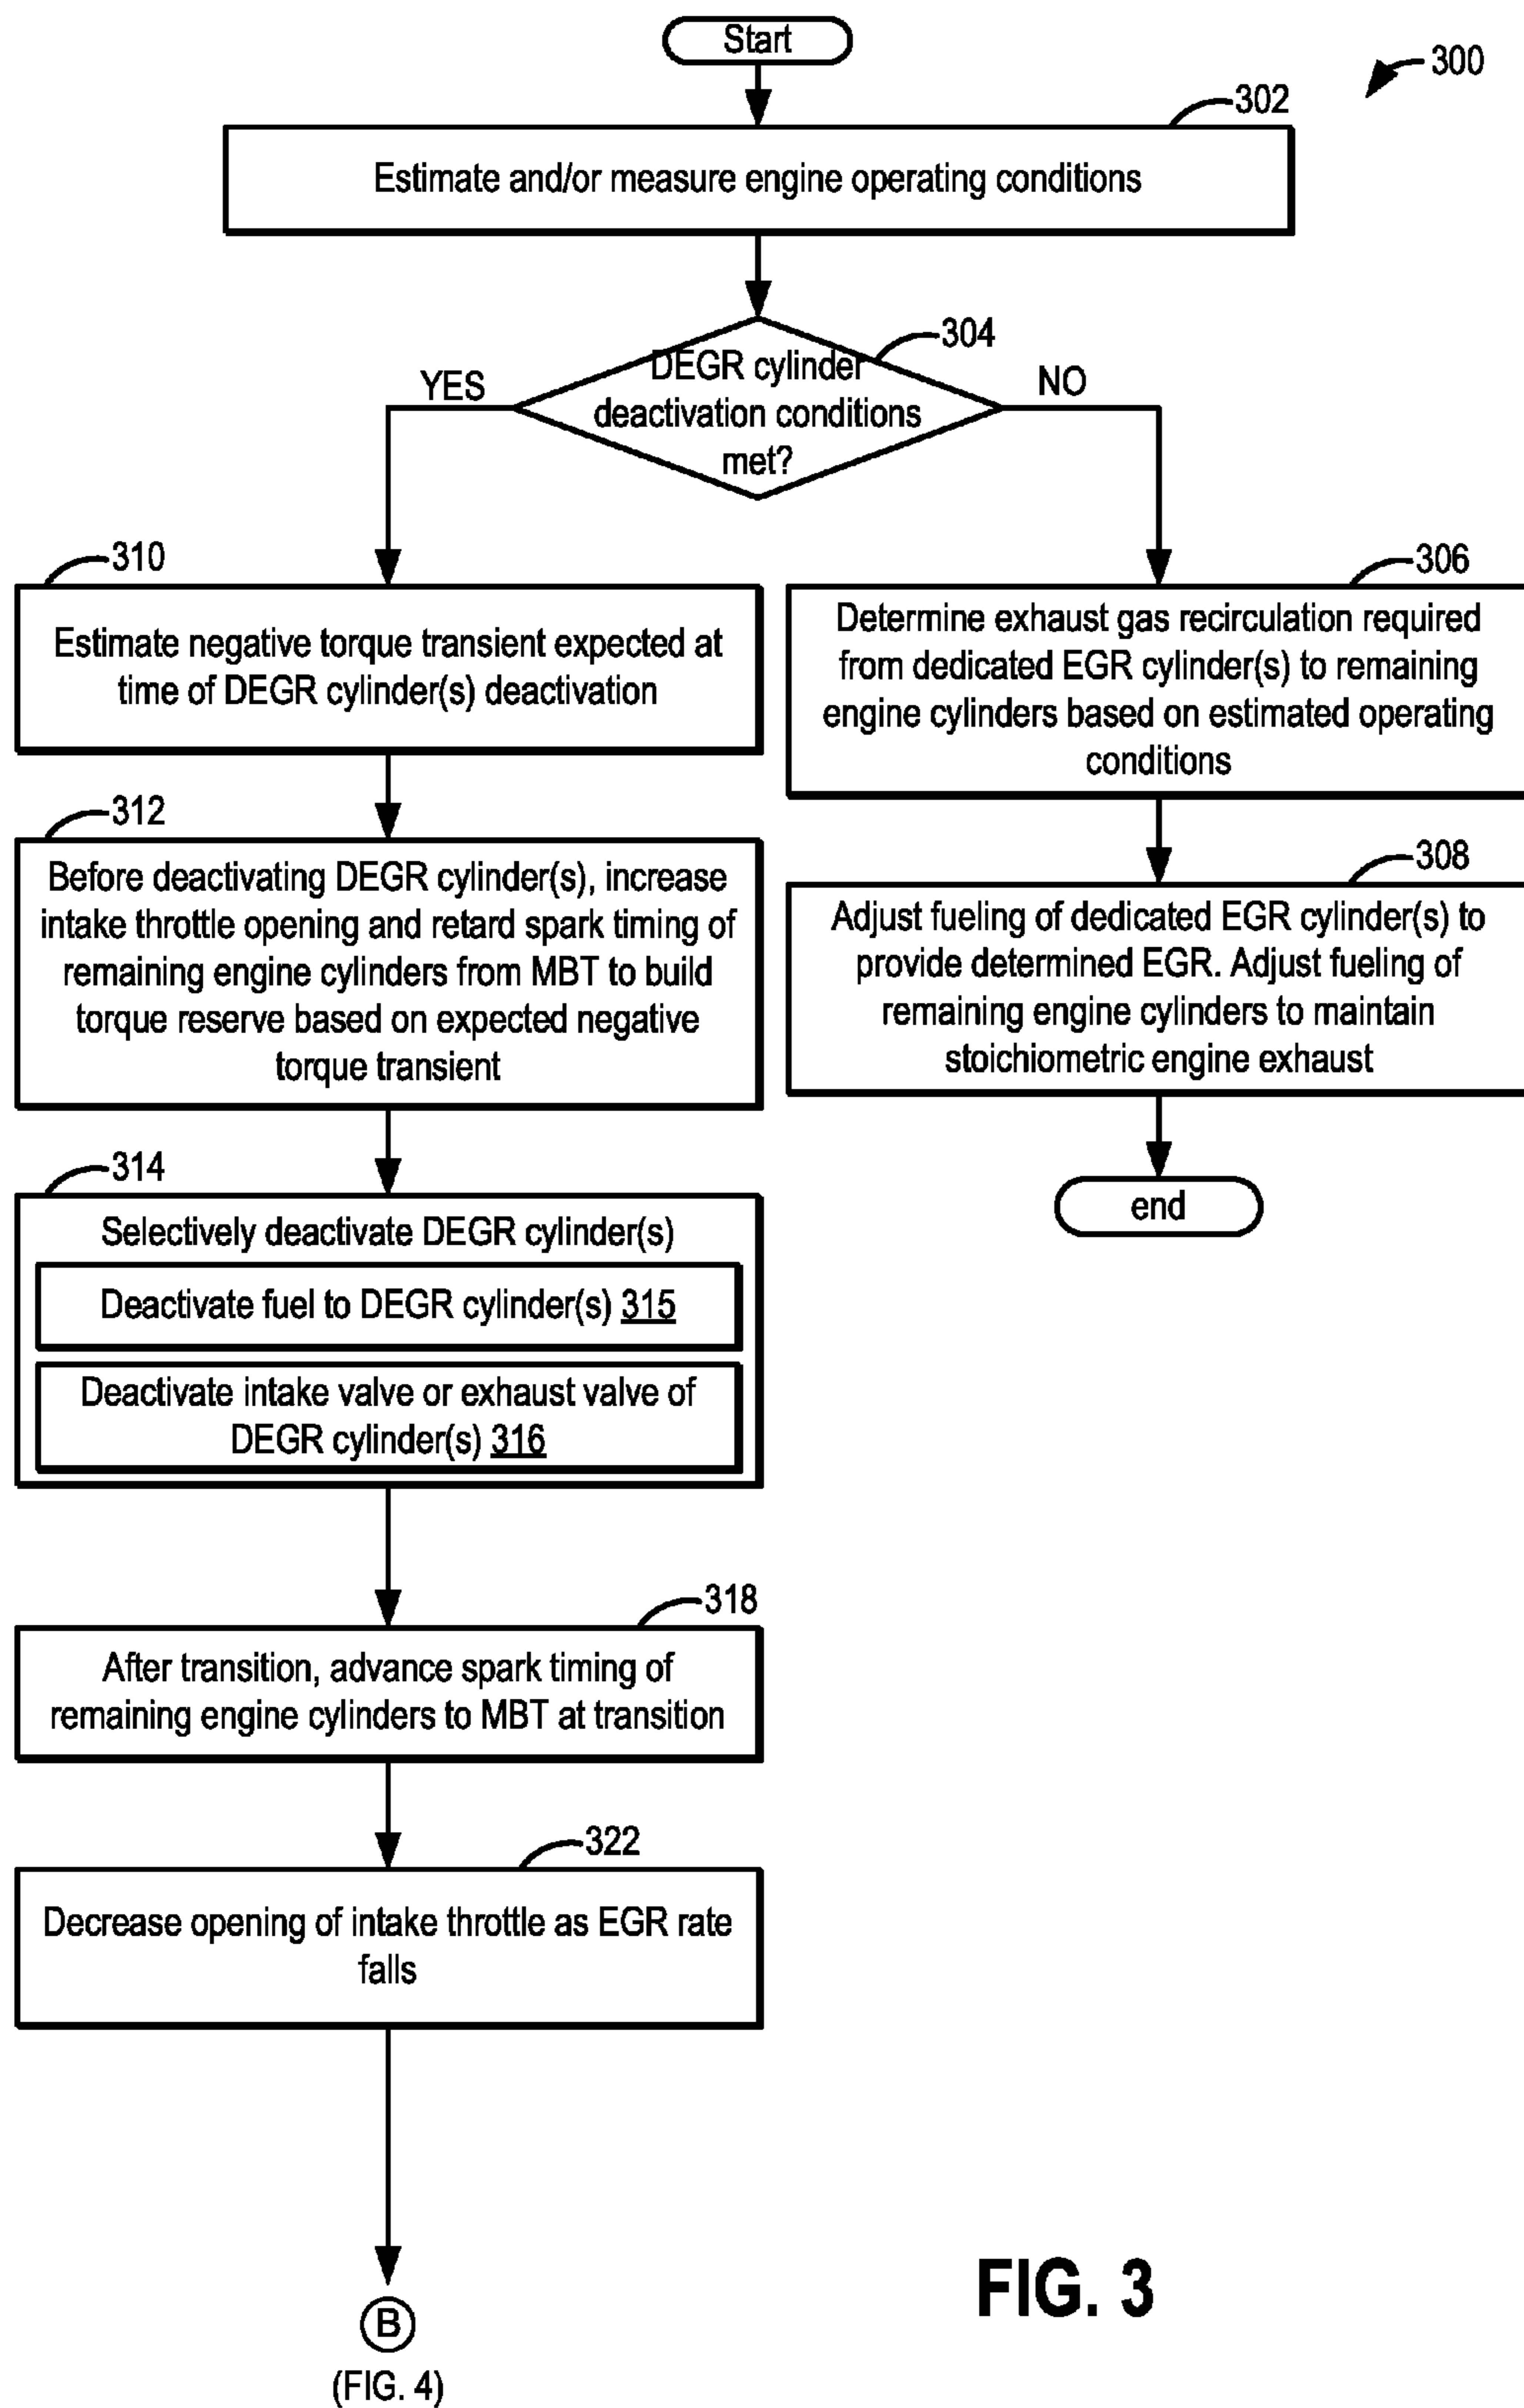 Start
300
302
Estimate and/or measure engine operating conditions
304
DEGR cylinder
deactivation conditions
met?
YES
NO
310
Estimate negative torque transient expected at
time of DEGR cylinder(s) deactivation
306
Determine exhaust gas recirculation required
from dedicated EGR cylinder(s) to remaining
engine cylinders based on estimated operating
conditions
312
Before deactivating DEGR cylinder(s), increase
intake throttle opening and retard spark timing of
remaining engine cylinders from MBT to build
torque reserve based on expected negative
torque transient
308
Adjust fueling of dedicated EGR cylinder(s) to
provide determined EGR. Adjust fueling of
remaining engine cylinders to maintain
stoichiometric engine exhaust
end
314
Selectively deactivate DEGR cylinder(s)
Deactivate fuel to DEGR cylinder(s) 315
Deactivate intake valve or exhaust valve of
DEGR cylinder(s) 316
318
After transition, advance spark timing of
remaining engine cylinders to MBT at transition
322
Decrease opening of intake throttle as EGR rate
falls
B
(FIG. 4)
FIG. 3